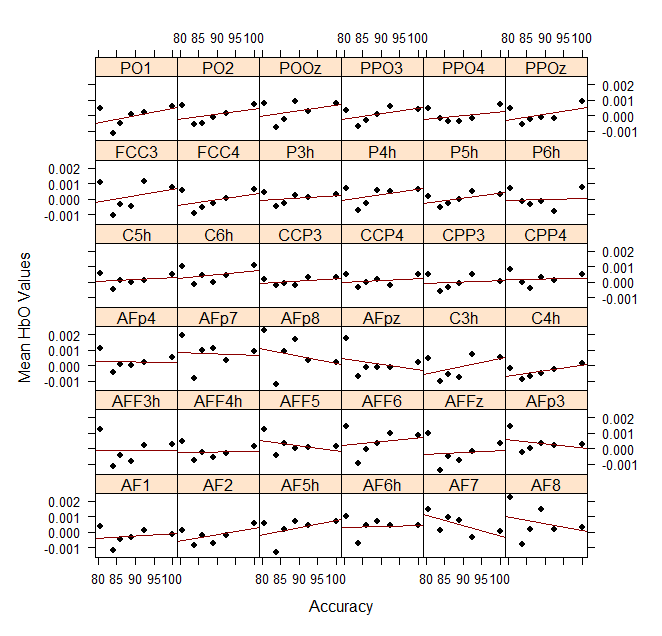 80 85 90 95 100 80 85 90 95 100 80 85 90 95 100
PO1 PO2 POOz PPO3 PPO4 PPOz
0.002
0.001
0.000
-0.001
FCC3 FCC4 P3h P4h P5h P6h
0.002
0.001
0.000
-0.001
C5h C6h CCP3 CCP4 CPP3 CPP4
0.002
0.001
0.000
-0.001
AFp4 AFp7 AFp8 AFpz C3h C4h
0.002
0.001
0.000
-0.001
AFF3h AFF4h AFF5 AFF6 AFFz AFp3
0.002
0.001
0.000
-0.001
AF1 AF2 AF5h AF6h AF7 AF8
0.002
0.001
0.000
-0.001
80 85 90 95 100 80 85 90 95 100 80 85 90 95 100
Mean HbO Values
Accuracy